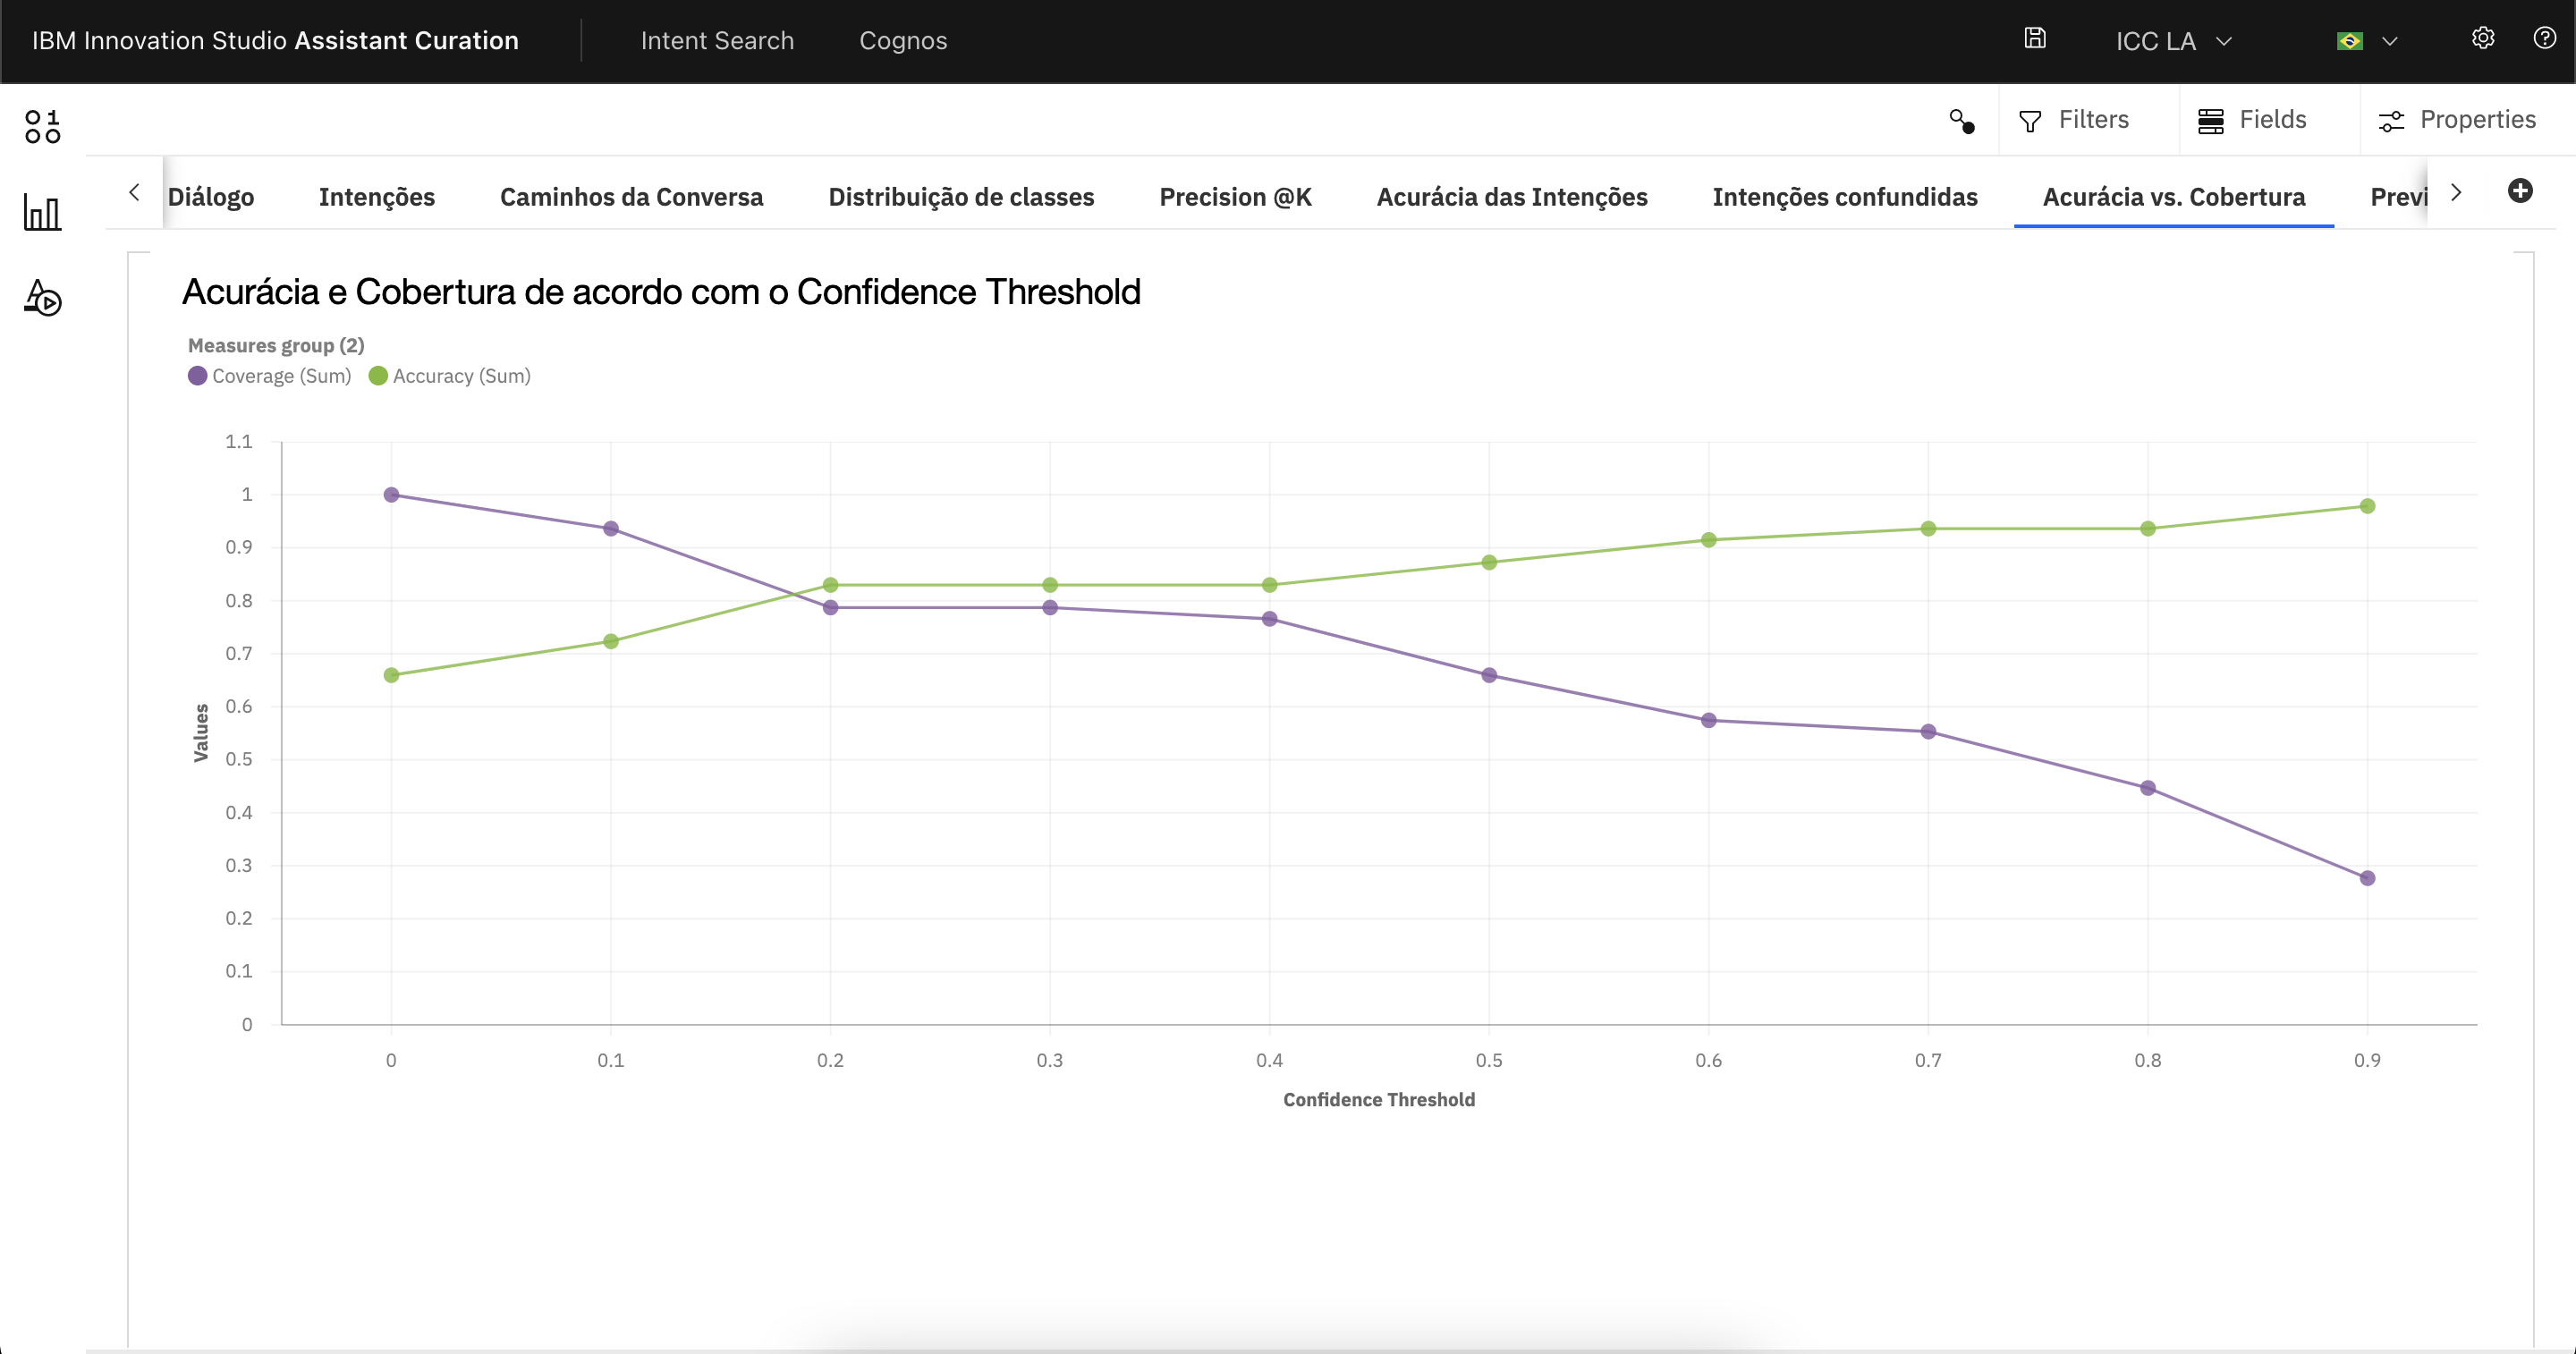 IBM Innovation Studio Assistant Curation
Intent Search
Cognos
ICC LA
Filters
Fields
Properties
Diálogo
Intenções
Caminhos da Conversa
Distribuição de classes
Precision @K
Acurácia das Intenções
Intenções confundidas
Acurácia vs. Cobertura
Previ
Acurácia e Cobertura de acordo com o Confidence Threshold
Measures group (2)
Coverage (Sum) Accuracy (Sum)
1.1
1
0.9
0.8
0.7
0.6
0.5
0.4
0.3
0.2
0.1
0
Values
0 0.1 0.2 0.3 0.4 0.5 0.6 0.7 0.8 0.9
Confidence Threshold